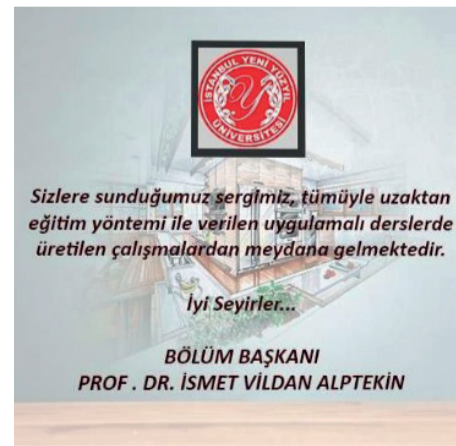 İSTANBUL YENİ YÜZYIL
ÜNİVERSİTESİ
Sizlere sunduğumuz sergimiz, tümüyle uzaktan
eğitim yöntemi ile verilen uygulamalı derslerde
üretilen çalışmalardan meydana gelmektedir.
İyi Seyirler...
BÖLÜM BAŞKANI
PROF . DR. İSMET VİLDAN ALPTEKİN